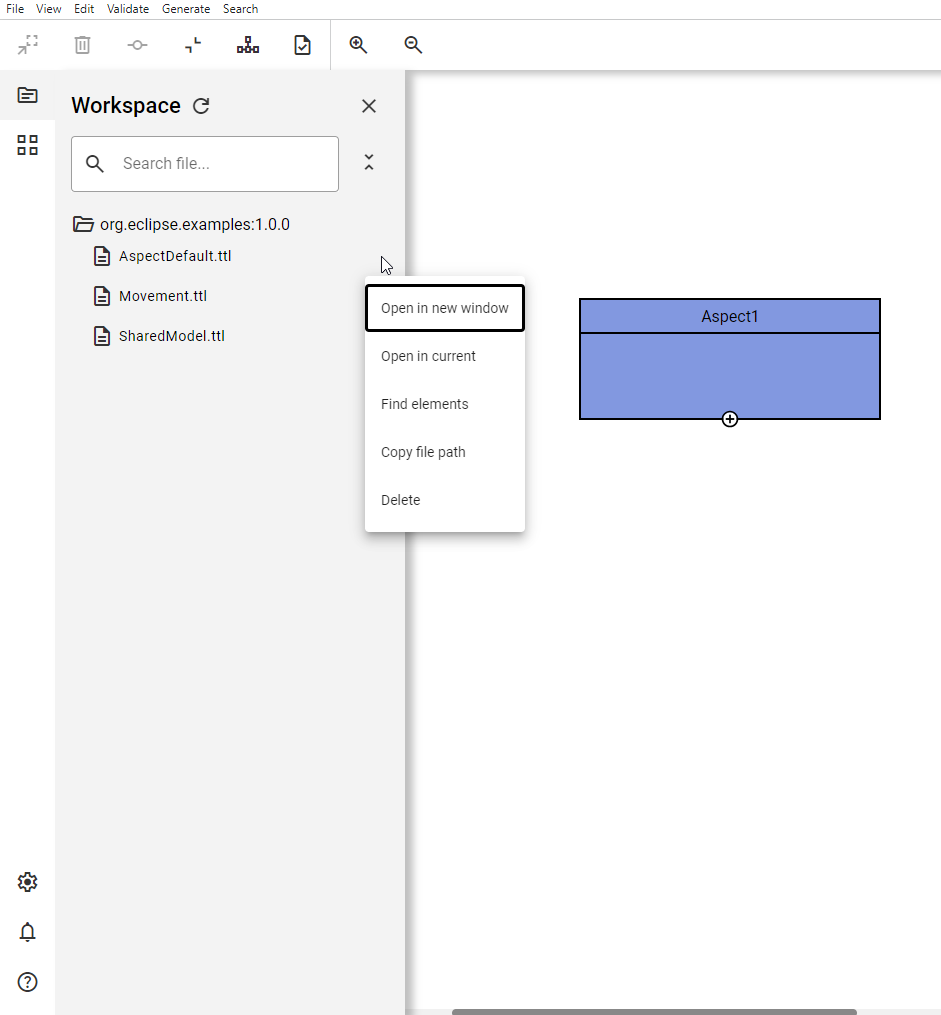 File View Edit Validate Generate Search
Workspace
Search file...
org.eclipse.examples:1.0.0
AspectDefault.ttl
Movement.ttl
SharedModel.ttl
Open in new window
Open in current
Find elements
Copy file path
Delete
Aspect1